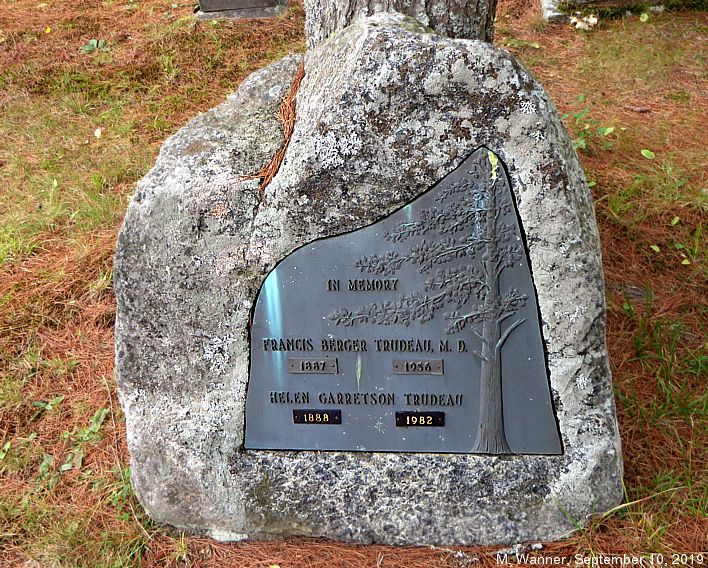 IN MEMORY
FRANCIS BERGER TRUDEAU, M. D.
1887 1956
HELEN GARRETSON TRUDEAU
1888 1982
M. Wanner, September 10, 2019